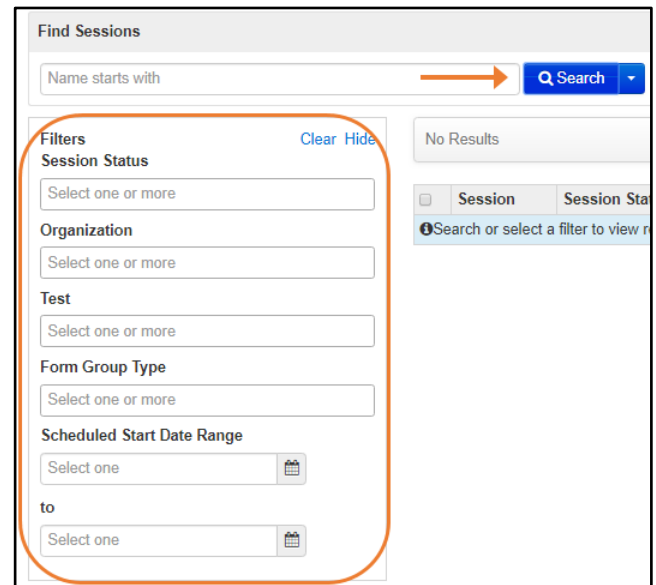 Find Sessions
Name starts with
Search
Filters
Clear Hide
Session Status
Select one or more
Organization
Select one or more
Test
Select one or more
Form Group Type
Select one or more
Scheduled Start Date Range
Select one
to
Select one
No Results
Session Session Sta
Search or select a filter to view r